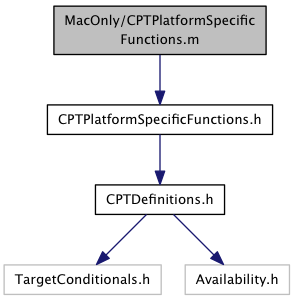 MacOnly/CPTPlatformSpecific
Functions.m
CPTPlatformSpecificFunctions.h
CPTDefinitions.h
TargetConditionals.h
Availability.h